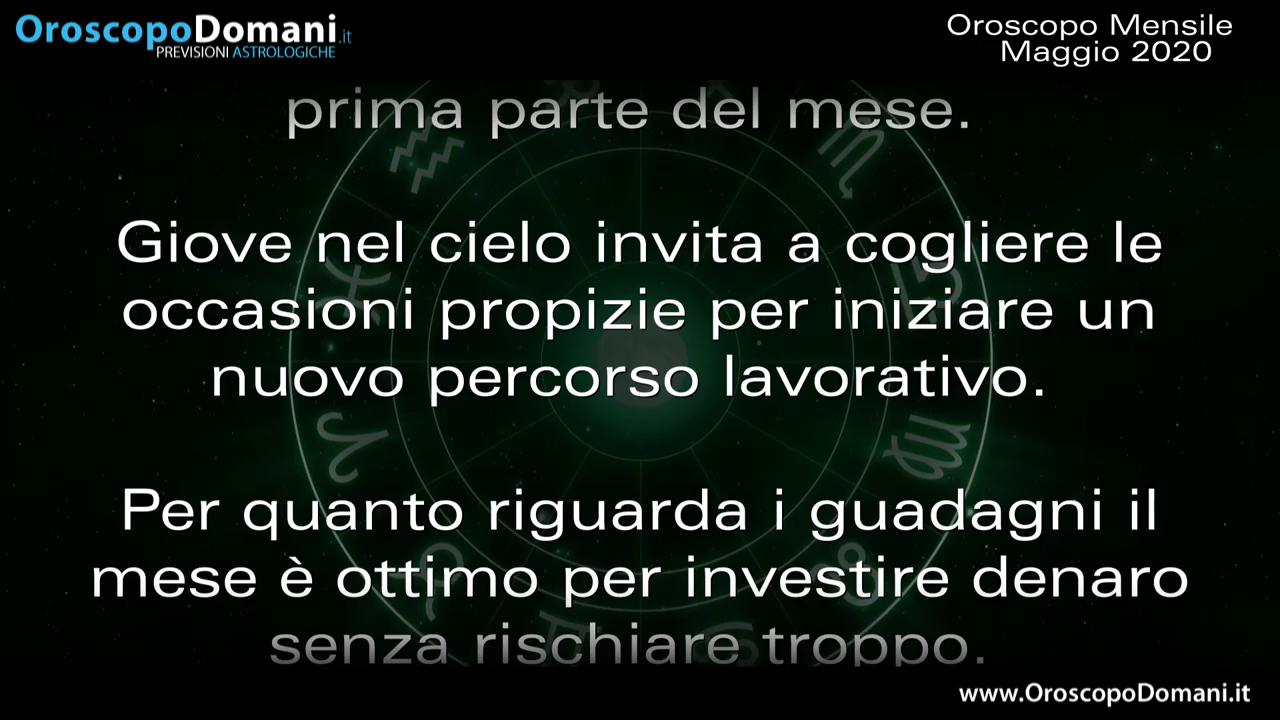 OroscopoDomani.it
PREVISIONI ASTROLOGICHE
Oroscopo Mensile
Maggio 2020
prima parte del mese.
Giove nel cielo invita a cogliere le
occasioni propizie per iniziare un
nuovo percorso lavorativo.
Per quanto riguarda i guadagni il
mese è ottimo per investire denaro
senza rischiare troppo.
www.OroscopoDomani.it